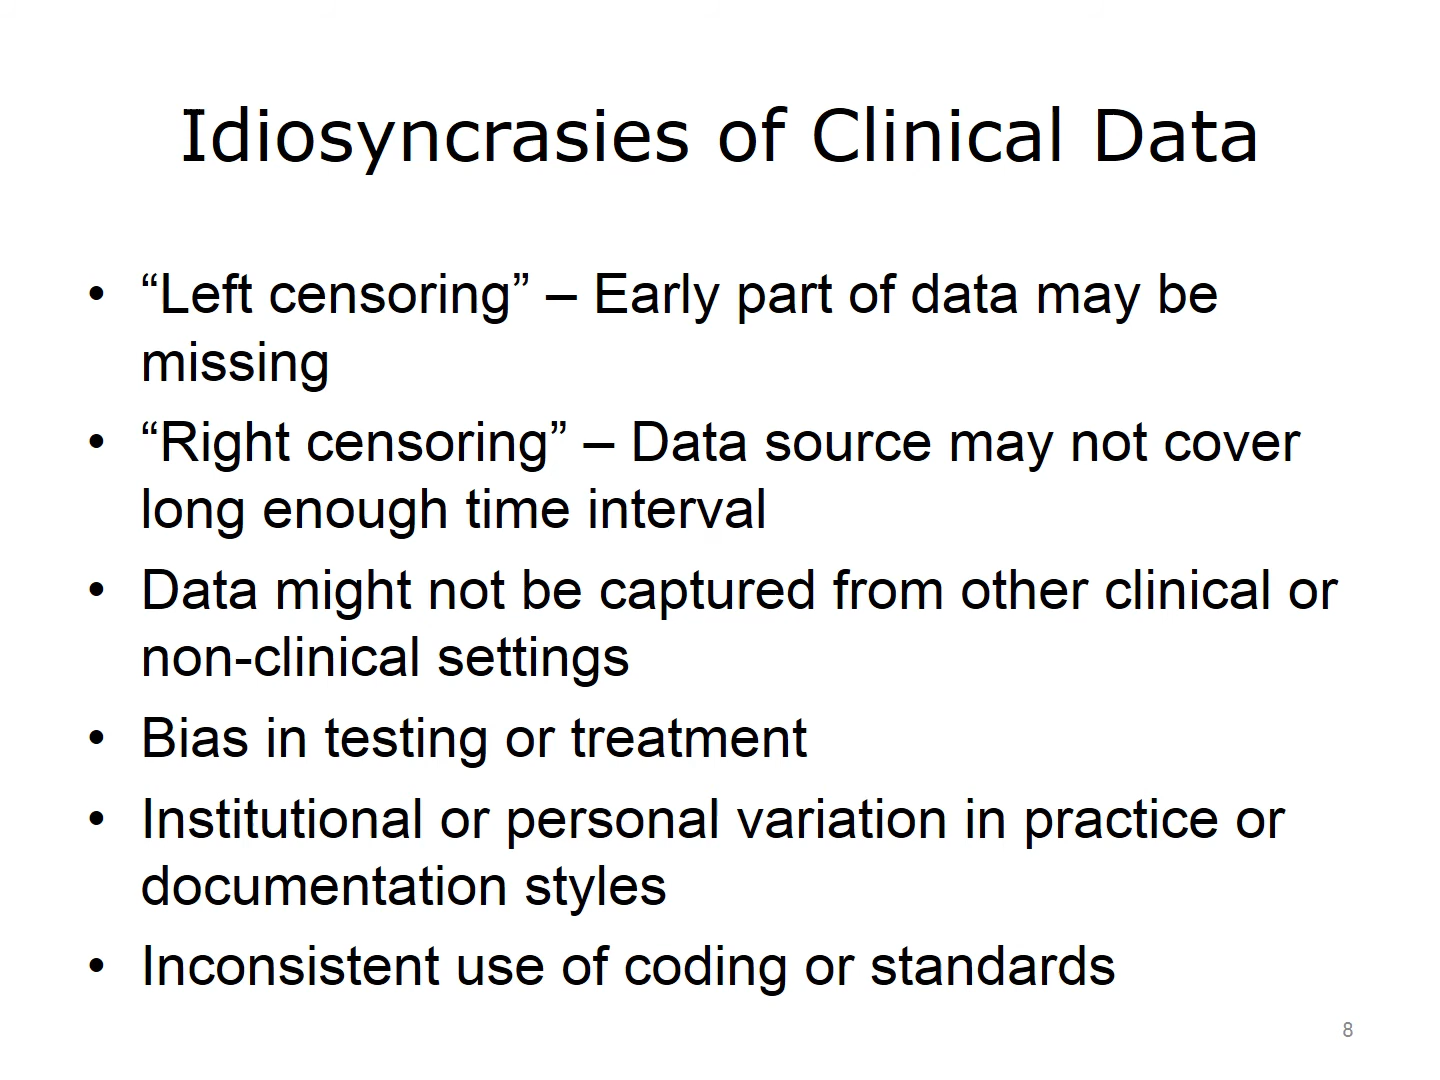 Idiosyncrasies of Clinical Data
• “Left censoring” – Early part of data may be
missing
• “Right censoring” – Data source may not cover
long enough time interval
• Data might not be captured from other clinical or
non-clinical settings
• Bias in testing or treatment
• Institutional or personal variation in practice or
documentation styles
• Inconsistent use of coding or standards
8